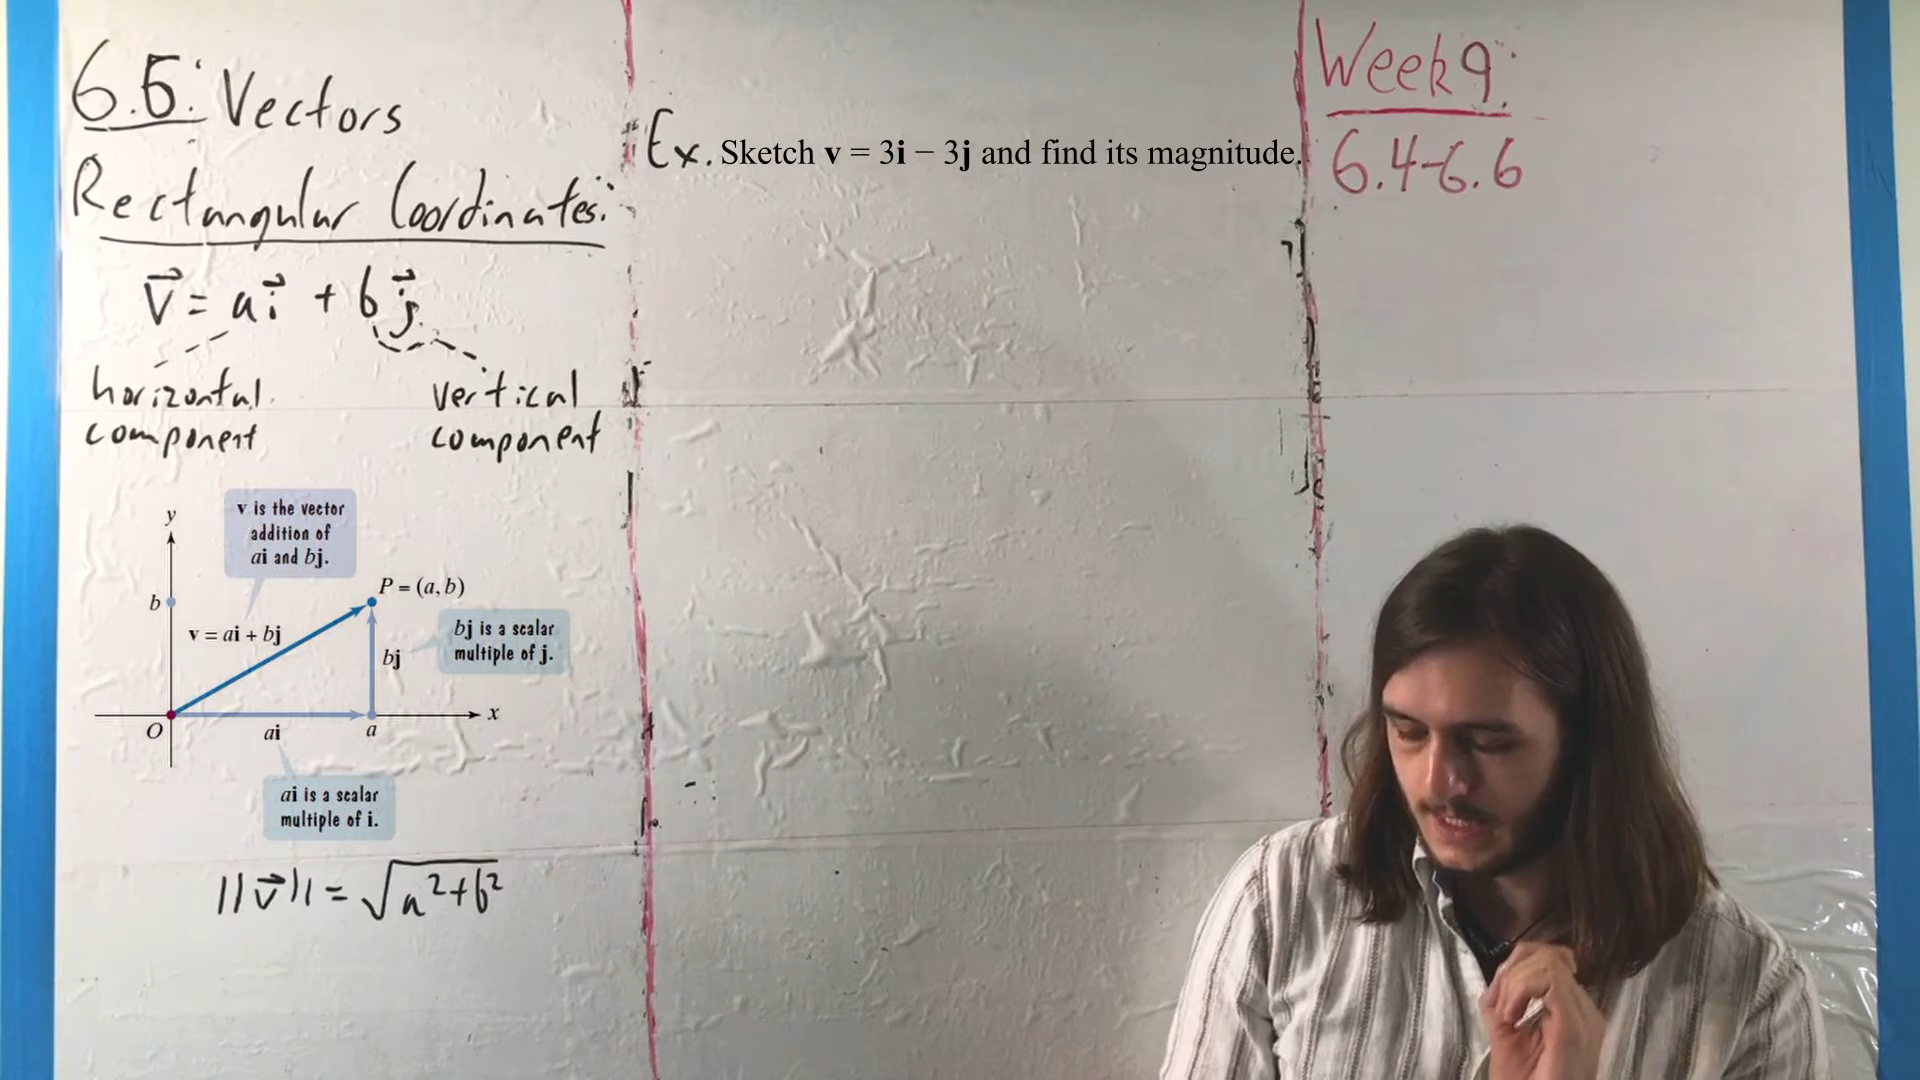 6.5: Vectors
Rectangular Coordinates:
v⃗ = ai⃗ + bj⃗
horizontal component
vertical component
v is the vector
addition of
ai and bj.
y
P = (a, b)
b
v = ai + bj
bj is a scalar
multiple of j.
bj
x
O
ai
a
ai is a scalar
multiple of i.
||v⃗|| = √a²+b²
Ex. Sketch v = 3i − 3j and find its magnitude.
Week 9:
6.4-6.6